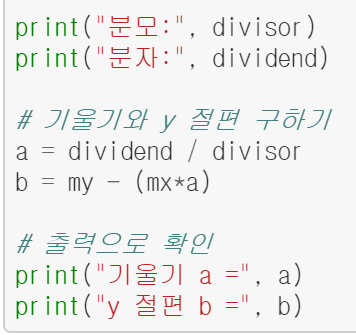 print("분모:", divisor)
print("분자:", dividend)
# 기울기와 y 절편 구하기
a = dividend / divisor
b = my - (mx*a)
# 출력으로 확인
print("기울기 a =", a)
print("y 절편 b =", b)